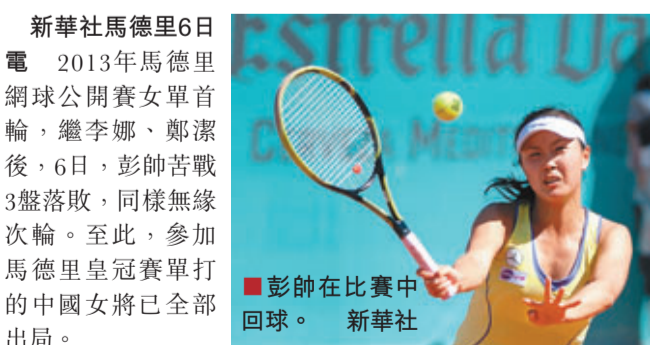 新華社馬德里6日
電　2013年馬德里
網球公開賽女單首
輪，繼李娜、鄭潔
後，6日，彭帥苦戰
3盤落敗，同樣無緣
次輪。至此，參加
馬德里皇冠賽單打
的中國女將已全部
出局。
Estrella Da
■彭帥在比賽中
回球。　新華社